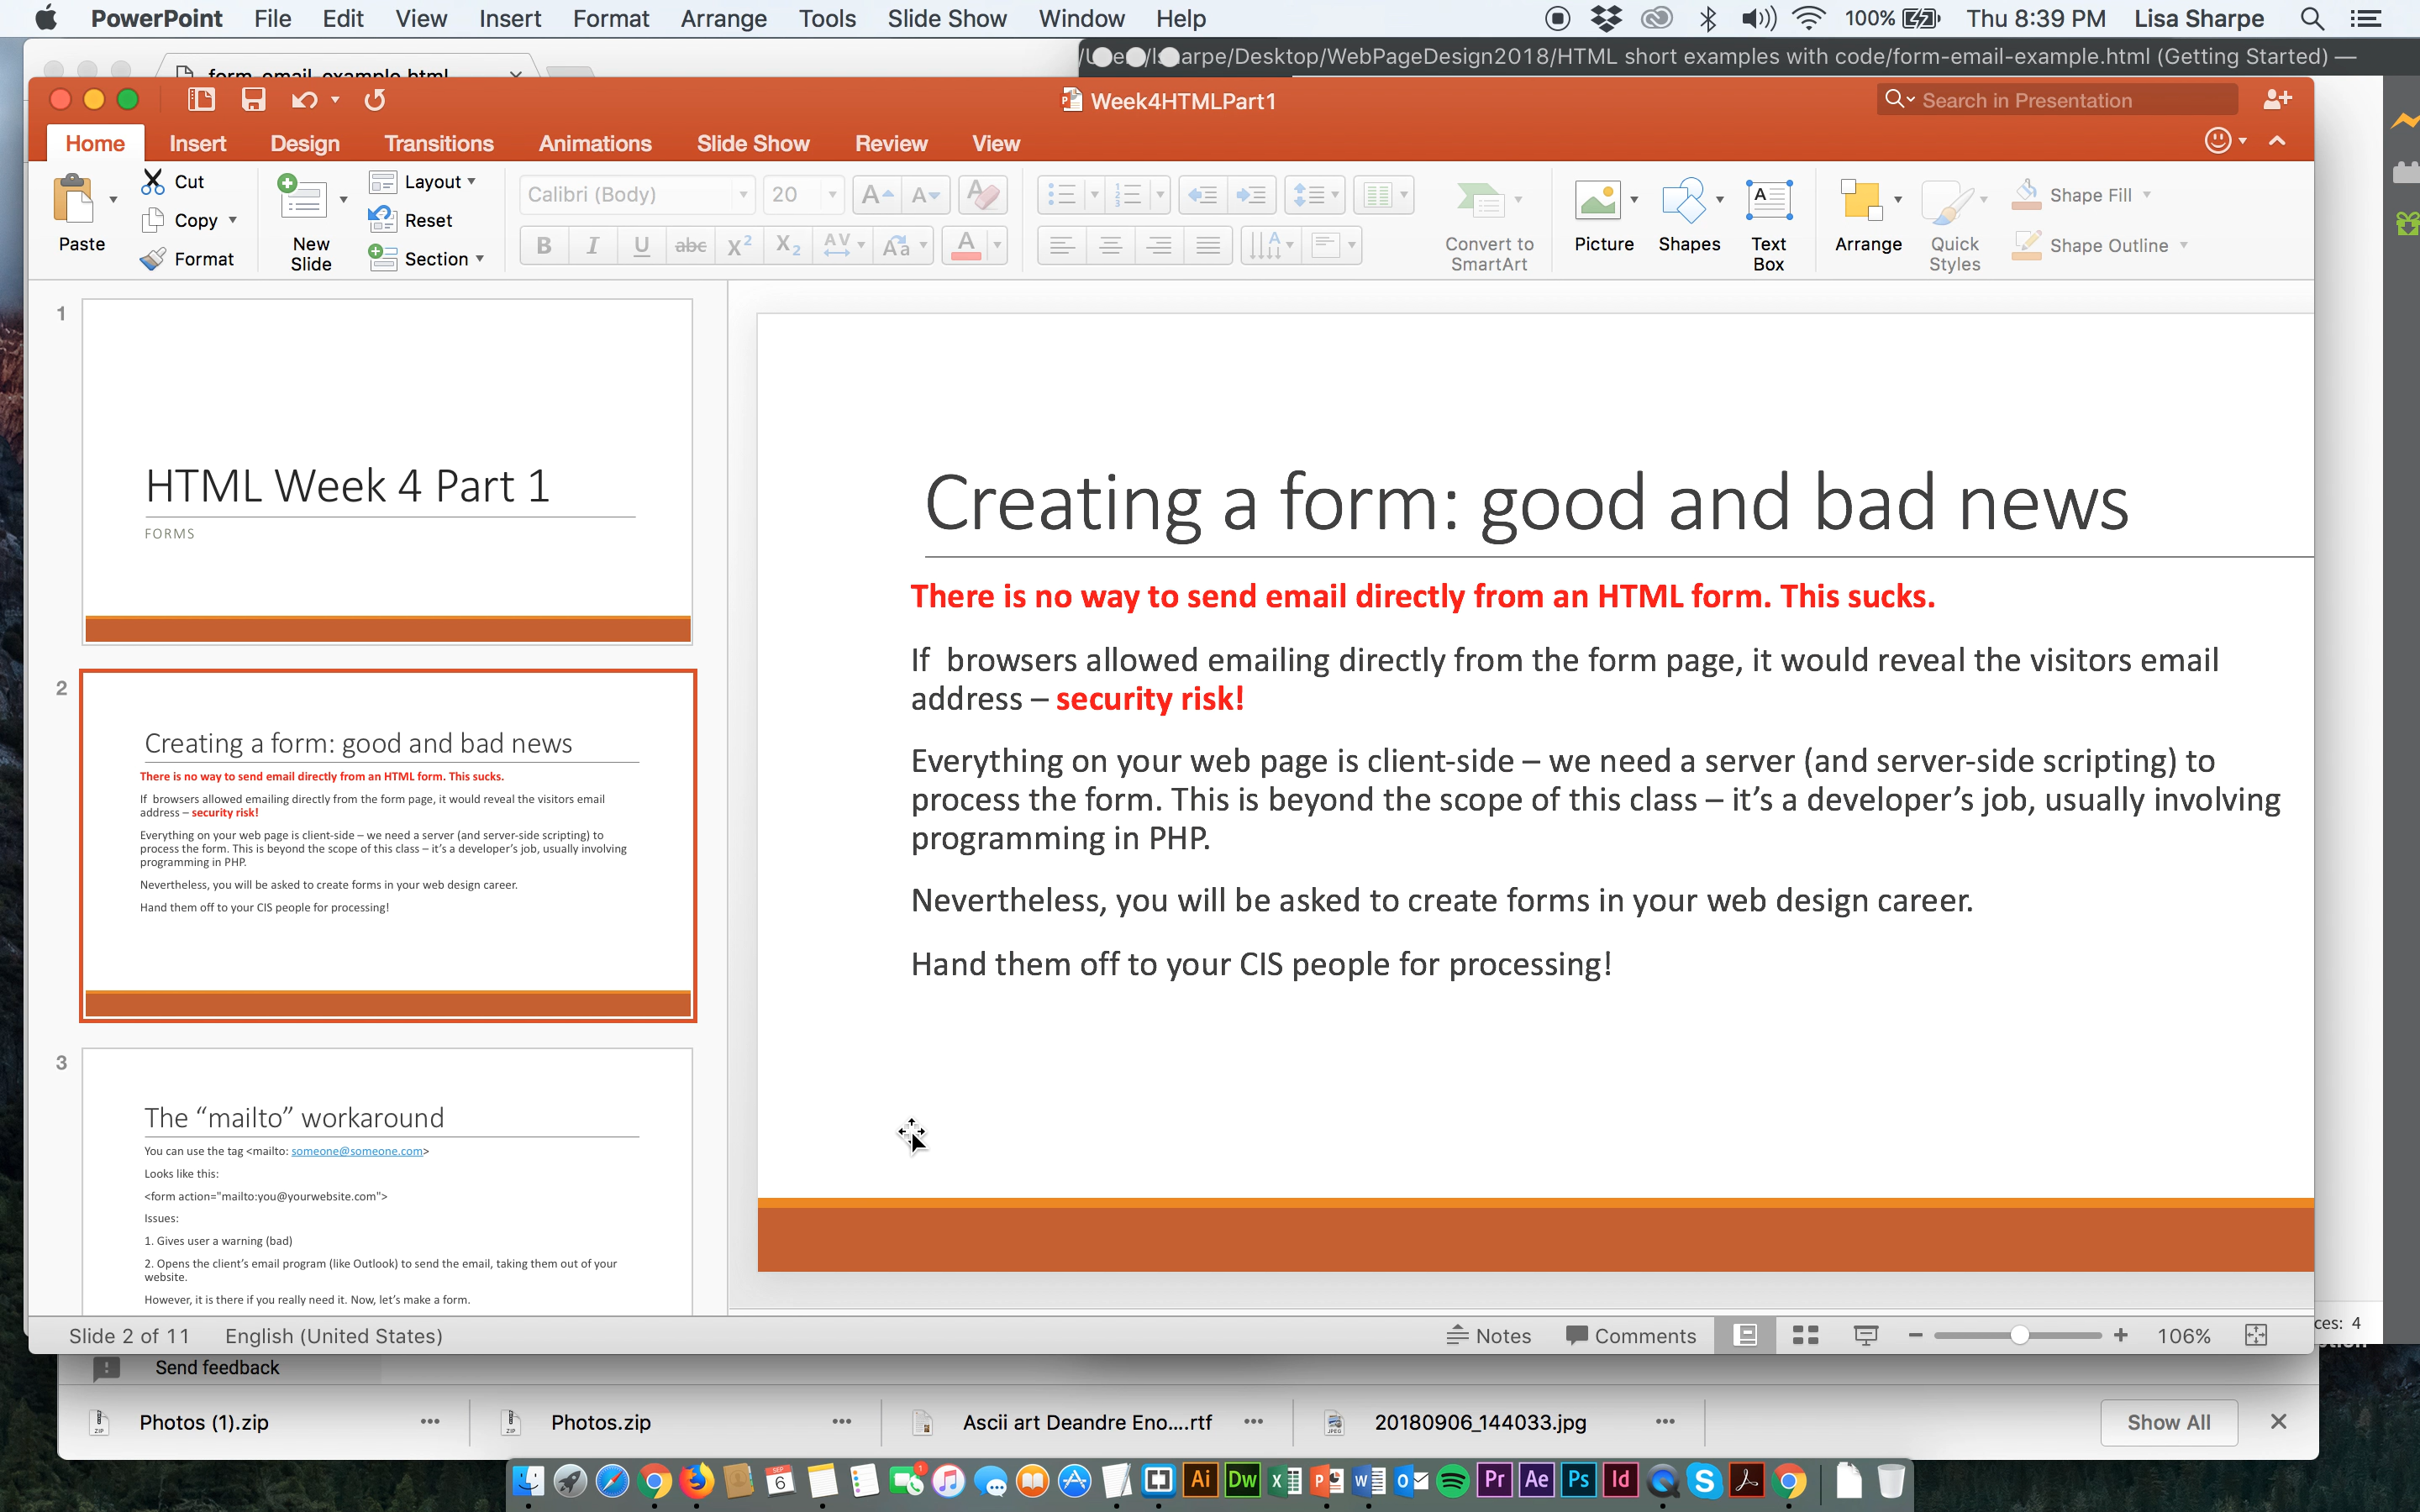 PowerPoint File Edit View Insert Format Arrange Tools Slide Show Window Help 100% Thu 8:39 PM Lisa Sharpe
form-email-example.html
arpe/Desktop/WebPageDesign2018/HTML short examples with code/form-email-example.html (Getting Started) —
Week4HTMLPart1
Search in Presentation
Home Insert Design Transitions Animations Slide Show Review View
Paste
Cut
Copy
Format
New Slide
Layout
Reset
Section
Calibri (Body) 20
Convert to SmartArt
Picture
Shapes
Text Box
Arrange
Quick Styles
Shape Fill
Shape Outline
1
HTML Week 4 Part 1
FORMS
2
Creating a form: good and bad news
There is no way to send email directly from an HTML form. This sucks.
If browsers allowed emailing directly from the form page, it would reveal the visitors email
address – security risk!
Everything on your web page is client-side – we need a server (and server-side scripting) to
process the form. This is beyond the scope of this class – it's a developer's job, usually involving
programming in PHP.
Nevertheless, you will be asked to create forms in your web design career.
Hand them off to your CIS people for processing!
3
The “mailto” workaround
You can use the tag <mailto: someone@someone.com>
Looks like this:
<form action="mailto:you@yourwebsite.com">
Issues:
1. Gives user a warning (bad)
2. Opens the client's email program (like Outlook) to send the email, taking them out of your
website.
However, it is there if you really need it. Now, let's make a form.
Creating a form: good and bad news
There is no way to send email directly from an HTML form. This sucks.
If browsers allowed emailing directly from the form page, it would reveal the visitors email
address – security risk!
Everything on your web page is client-side – we need a server (and server-side scripting) to
process the form. This is beyond the scope of this class – it's a developer's job, usually involving
programming in PHP.
Nevertheless, you will be asked to create forms in your web design career.
Hand them off to your CIS people for processing!
Slide 2 of 11 English (United States) Notes Comments 106%
ces: 4
Send feedback
Photos (1).zip Photos.zip Ascii art Deandre Eno....rtf 20180906_144033.jpg Show All
SEP
6
Ai Dw Pr Ae Ps Id